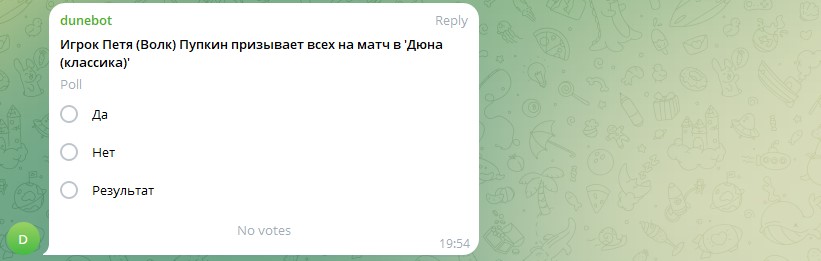 dunebot Reply
Игрок Петя (Волк) Пупкин призывает всех на матч в 'Дюна
(классика)'
Poll
Да
Нет
Результат
No votes
D
19:54